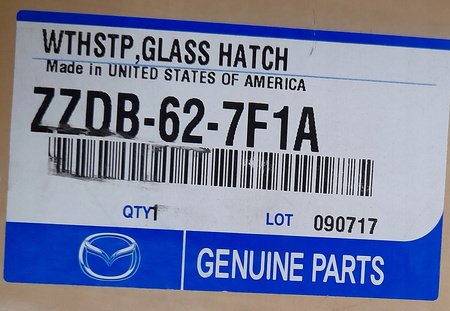 WTHSTP,GLASS HATCH
Made in UNITED STATES OF AMERICA
ZZDB-62-7F1A
QTY1 LOT 090717
GENUINE PARTS